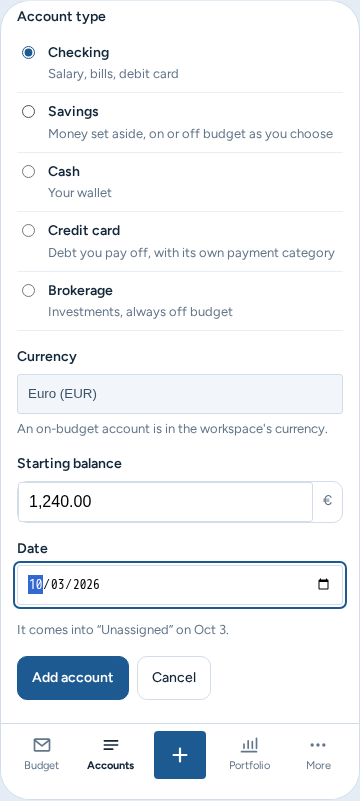 Account type
Checking
Salary, bills, debit card
Savings
Money set aside, on or off budget as you choose
Cash
Your wallet
Credit card
Debt you pay off, with its own payment category
Brokerage
Investments, always off budget
Currency
Euro (EUR)
An on-budget account is in the workspace's currency.
Starting balance
1,240.00 €
Date
10/03/2026
It comes into “Unassigned” on Oct 3.
Add account Cancel
Budget Accounts + Portfolio More